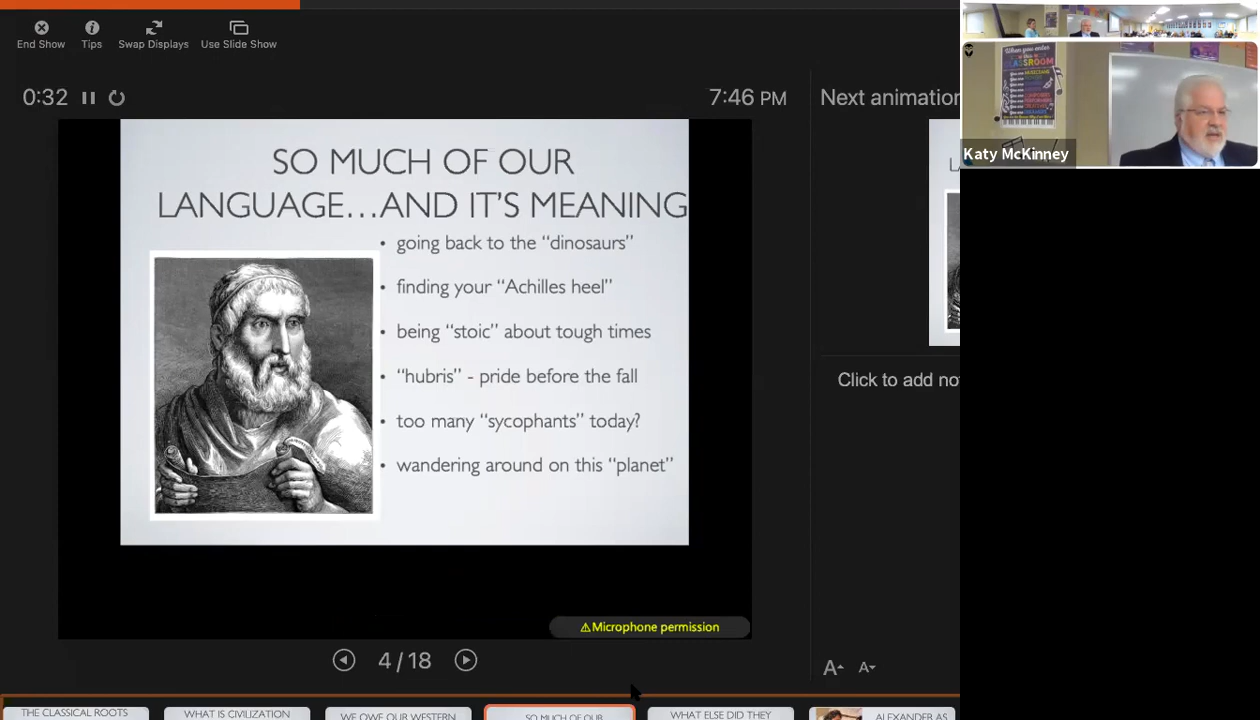 End Show
Tips
Swap Displays
Use Slide Show
0:32
7:46 PM
Next animation
SO MUCH OF OUR
LANGUAGE…AND IT'S MEANING
• going back to the “dinosaurs”
• finding your “Achilles heel”
• being “stoic” about tough times
• “hubris” - pride before the fall
• too many “sycophants” today?
• wandering around on this “planet”
When you enter
CLASSROOM
Katy McKinney
Click to add no
⚠Microphone permission
4 / 18
A
A
THE CLASSICAL ROOTS
WHAT IS CIVILIZATION
WE OWE OUR WESTERN
SO MUCH OF OUR
WHAT ELSE DID THEY
ALEXANDER AS